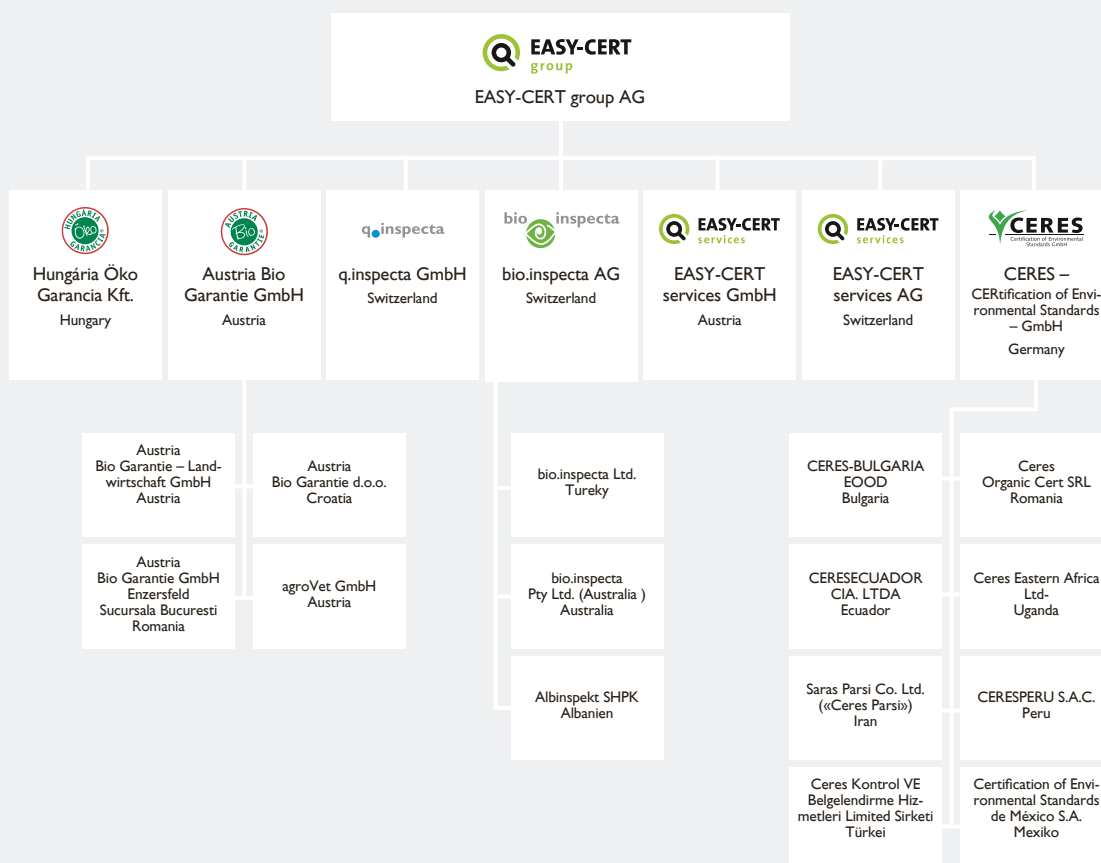 EASY-CERT
group
EASY-CERT group AG
HUNGÁRIA
Öko
GARANCIA
Hungária Öko
Garancia Kft.
Hungary
AUSTRIA
Bio
GARANTIE
Austria Bio
Garantie GmbH
Austria
q.inspecta
q.inspecta GmbH
Switzerland
bio inspecta
bio.inspecta AG
Switzerland
EASY-CERT
services
EASY-CERT
services GmbH
Austria
EASY-CERT
services
EASY-CERT
services AG
Switzerland
CERES
Certification of Environmental
Standards GmbH
CERES –
CERtification of Envi-
ronmental Standards
– GmbH
Germany
Austria
Bio Garantie – Land-
wirtschaft GmbH
Austria
Austria
Bio Garantie d.o.o.
Croatia
Austria
Bio Garantie GmbH
Enzersfeld
Sucursala Bucuresti
Romania
agroVet GmbH
Austria
bio.inspecta Ltd.
Tureky
bio.inspecta
Pty Ltd. (Australia )
Australia
Albinspekt SHPK
Albanien
CERES-BULGARIA
EOOD
Bulgaria
Ceres
Organic Cert SRL
Romania
CERESECUADOR
CIA. LTDA
Ecuador
Ceres Eastern Africa
Ltd-
Uganda
Saras Parsi Co. Ltd.
(«Ceres Parsi»)
Iran
CERESPERU S.A.C.
Peru
Ceres Kontrol VE
Belgelendirme Hiz-
metleri Limited Sirketi
Türkei
Certification of Envi-
ronmental Standards
de México S.A.
Mexiko